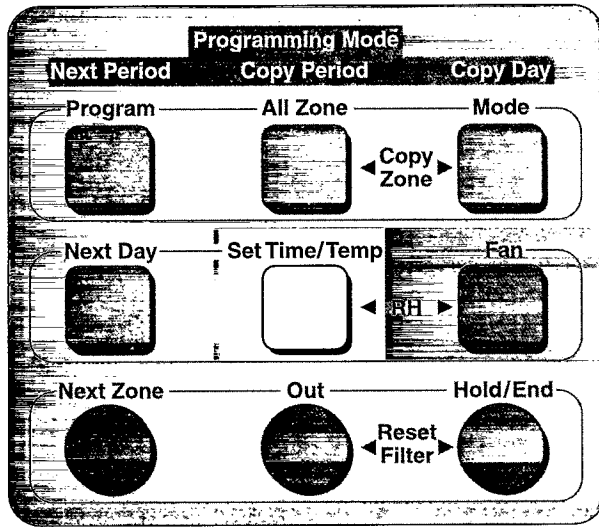 Programming Mode
Next Period Copy Period Copy Day
Program All Zone Mode
Copy
Zone
Next Day Set Time/Temp Fan
RH
Next Zone Out Hold/End
Reset
Filter